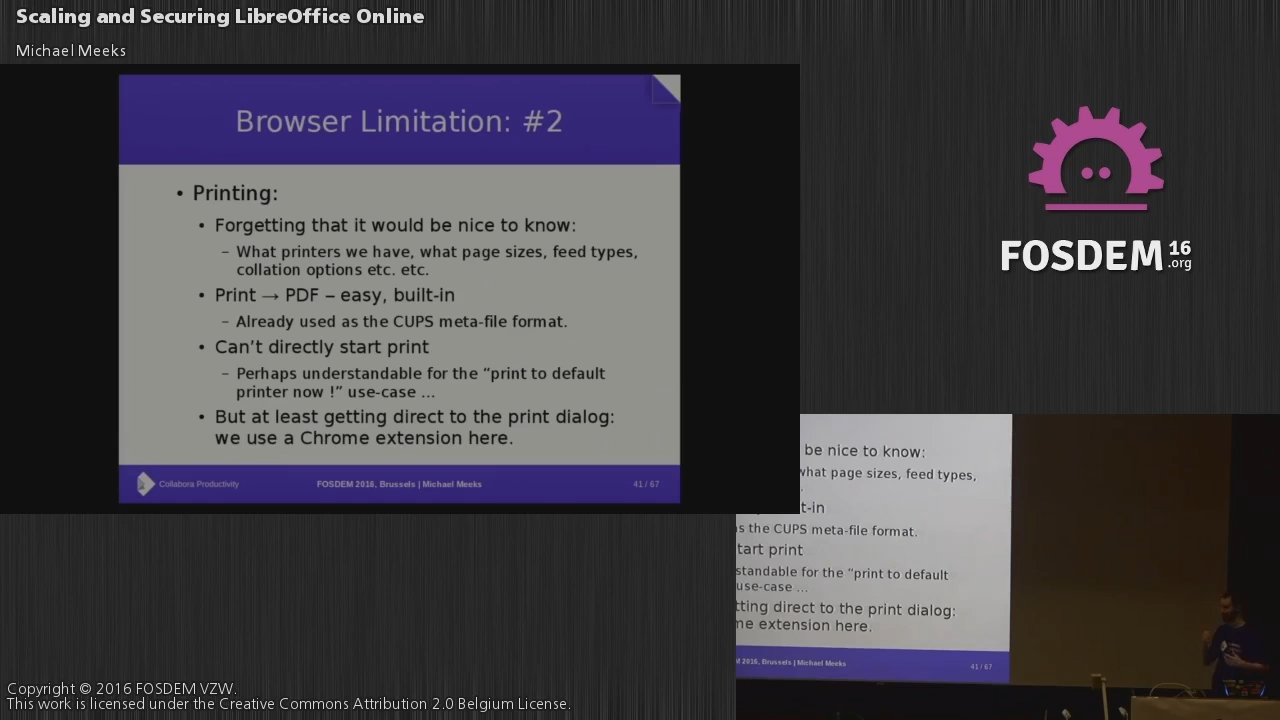 Scaling and Securing LibreOffice Online
Michael Meeks
Browser Limitation: #2
• Printing:
• Forgetting that it would be nice to know:
– What printers we have, what page sizes, feed types,
collation options etc. etc.
• Print → PDF – easy, built-in
– Already used as the CUPS meta-file format.
• Can't directly start print
– Perhaps understandable for the “print to default
printer now !” use-case ...
• But at least getting direct to the print dialog:
we use a Chrome extension here.
Collabora Productivity
FOSDEM 2016, Brussels | Michael Meeks
41 / 67
FOSDEM 16
.org
be nice to know:
what page sizes, feed types,
t-in
as the CUPS meta-file format.
tart print
standable for the “print to default
use-case ...
tting direct to the print dialog:
me extension here.
M 2016, Brussels | Michael Meeks
41 / 67
Copyright © 2016 FOSDEM VZW.
This work is licensed under the Creative Commons Attribution 2.0 Belgium License.